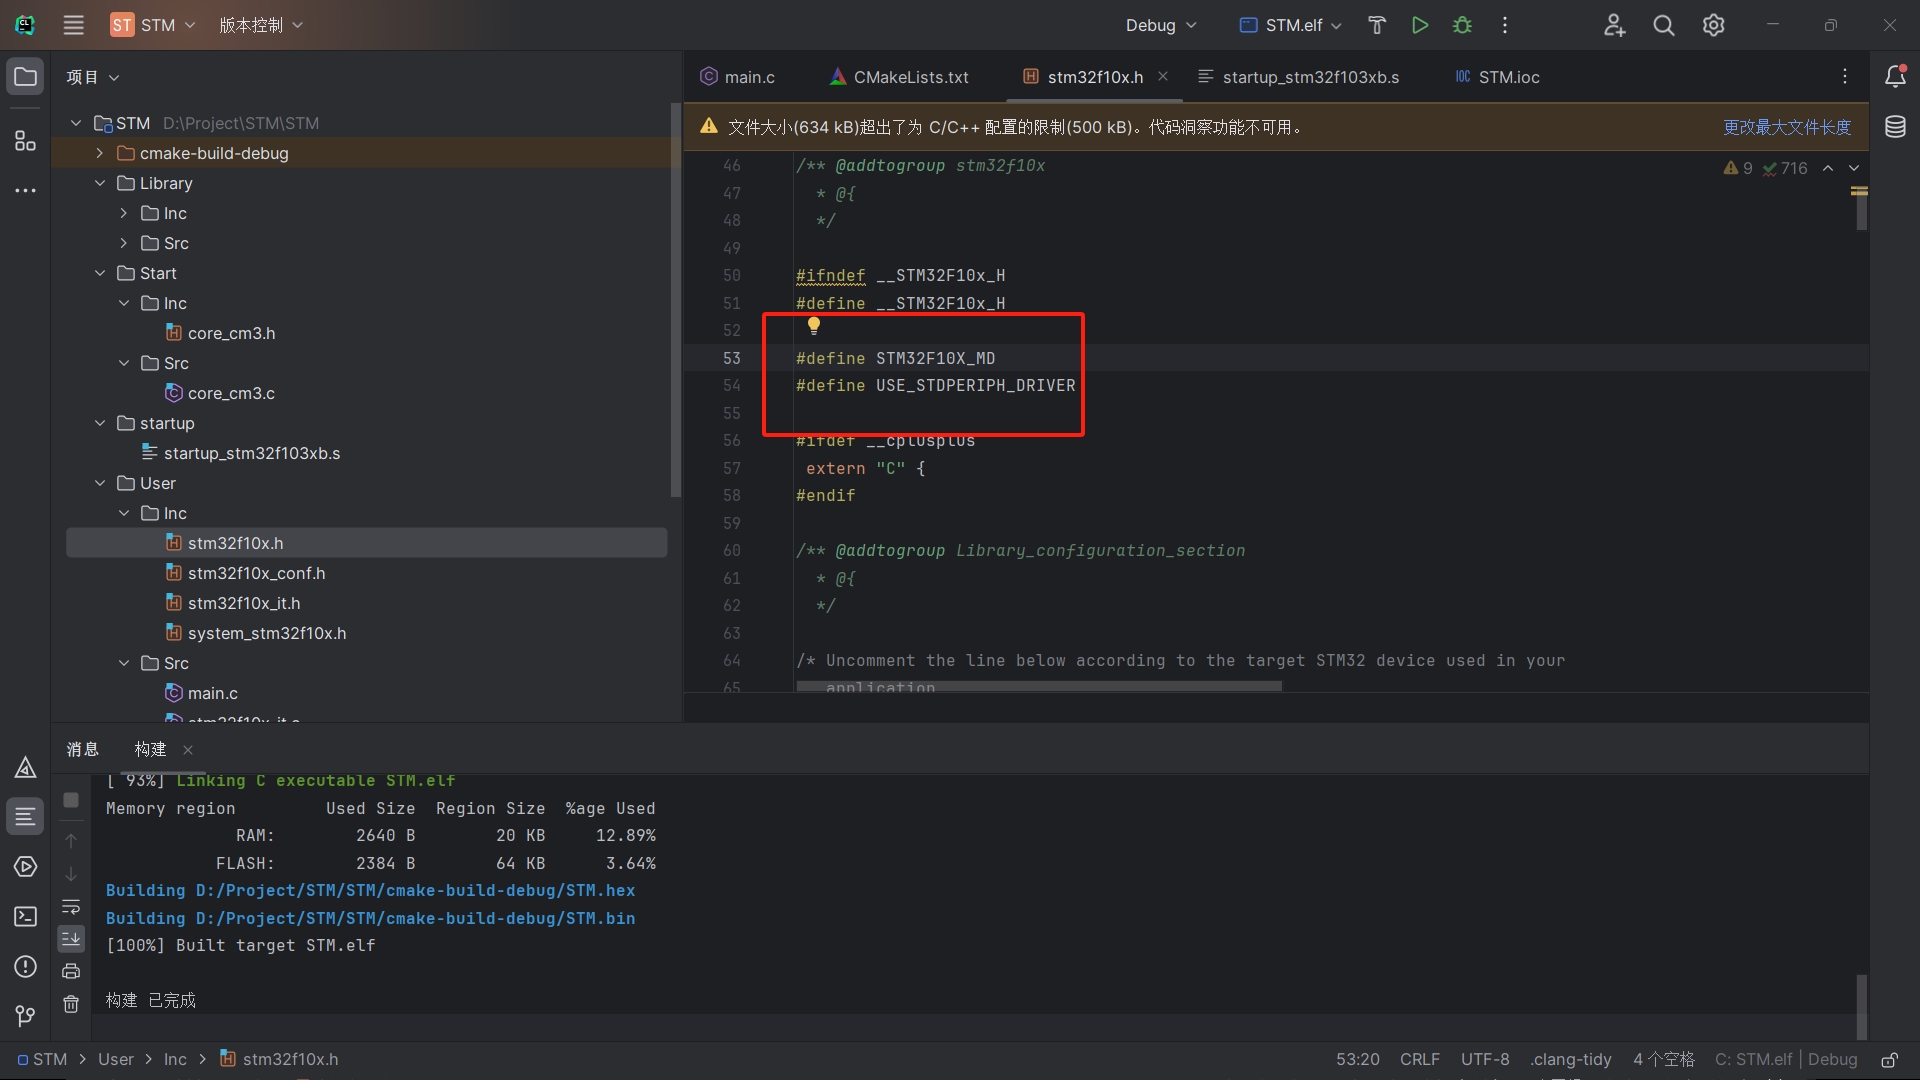 ST STM 版本控制 Debug STM.elf
项目
main.c CMakeLists.txt stm32f10x.h startup_stm32f103xb.s STM.ioc
文件大小(634 kB)超出了为 C/C++ 配置的限制(500 kB)。代码洞察功能不可用。 更改最大文件长度
9 716
STM D:\Project\STM\STM
cmake-build-debug
Library
Inc
Src
Start
Inc
core_cm3.h
Src
core_cm3.c
startup
startup_stm32f103xb.s
User
Inc
stm32f10x.h
stm32f10x_conf.h
stm32f10x_it.h
system_stm32f10x.h
Src
main.c
stm32f10x_it.c
46 /** @addtogroup stm32f10x
47 * @{
48 */
49
50 #ifndef __STM32F10x_H
51 #define __STM32F10x_H
52
53 #define STM32F10X_MD
54 #define USE_STDPERIPH_DRIVER
55
56 #ifdef __cplusplus
57 extern "C" {
58 #endif
59
60 /** @addtogroup Library_configuration_section
61 * @{
62 */
63
64 /* Uncomment the line below according to the target STM32 device used in your
65 application
消息 构建
[ 93%] Linking C executable STM.elf
Memory region Used Size Region Size %age Used
RAM: 2640 B 20 KB 12.89%
FLASH: 2384 B 64 KB 3.64%
Building D:/Project/STM/STM/cmake-build-debug/STM.hex
Building D:/Project/STM/STM/cmake-build-debug/STM.bin
[100%] Built target STM.elf
构建 已完成
STM > User > Inc > stm32f10x.h 53:20 CRLF UTF-8 .clang-tidy 4 个空格 C: STM.elf | Debug